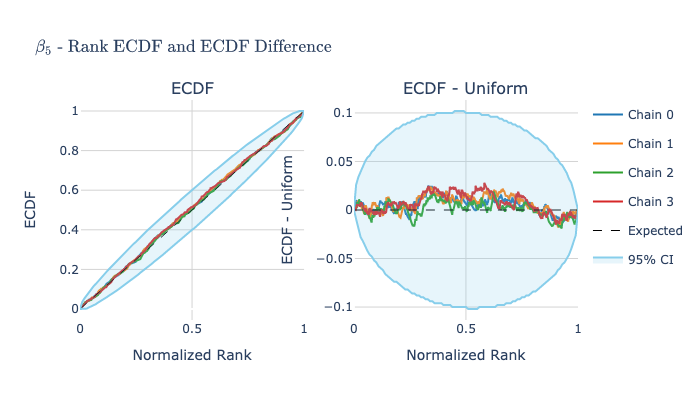 β₅ - Rank ECDF and ECDF Difference
ECDF
ECDF
1
0.8
0.6
0.4
0.2
0
0
0.5
1
Normalized Rank
ECDF - Uniform
ECDF - Uniform
0.1
0.05
0
−0.05
−0.1
0
0.5
1
Normalized Rank
Chain 0
Chain 1
Chain 2
Chain 3
Expected
95% CI